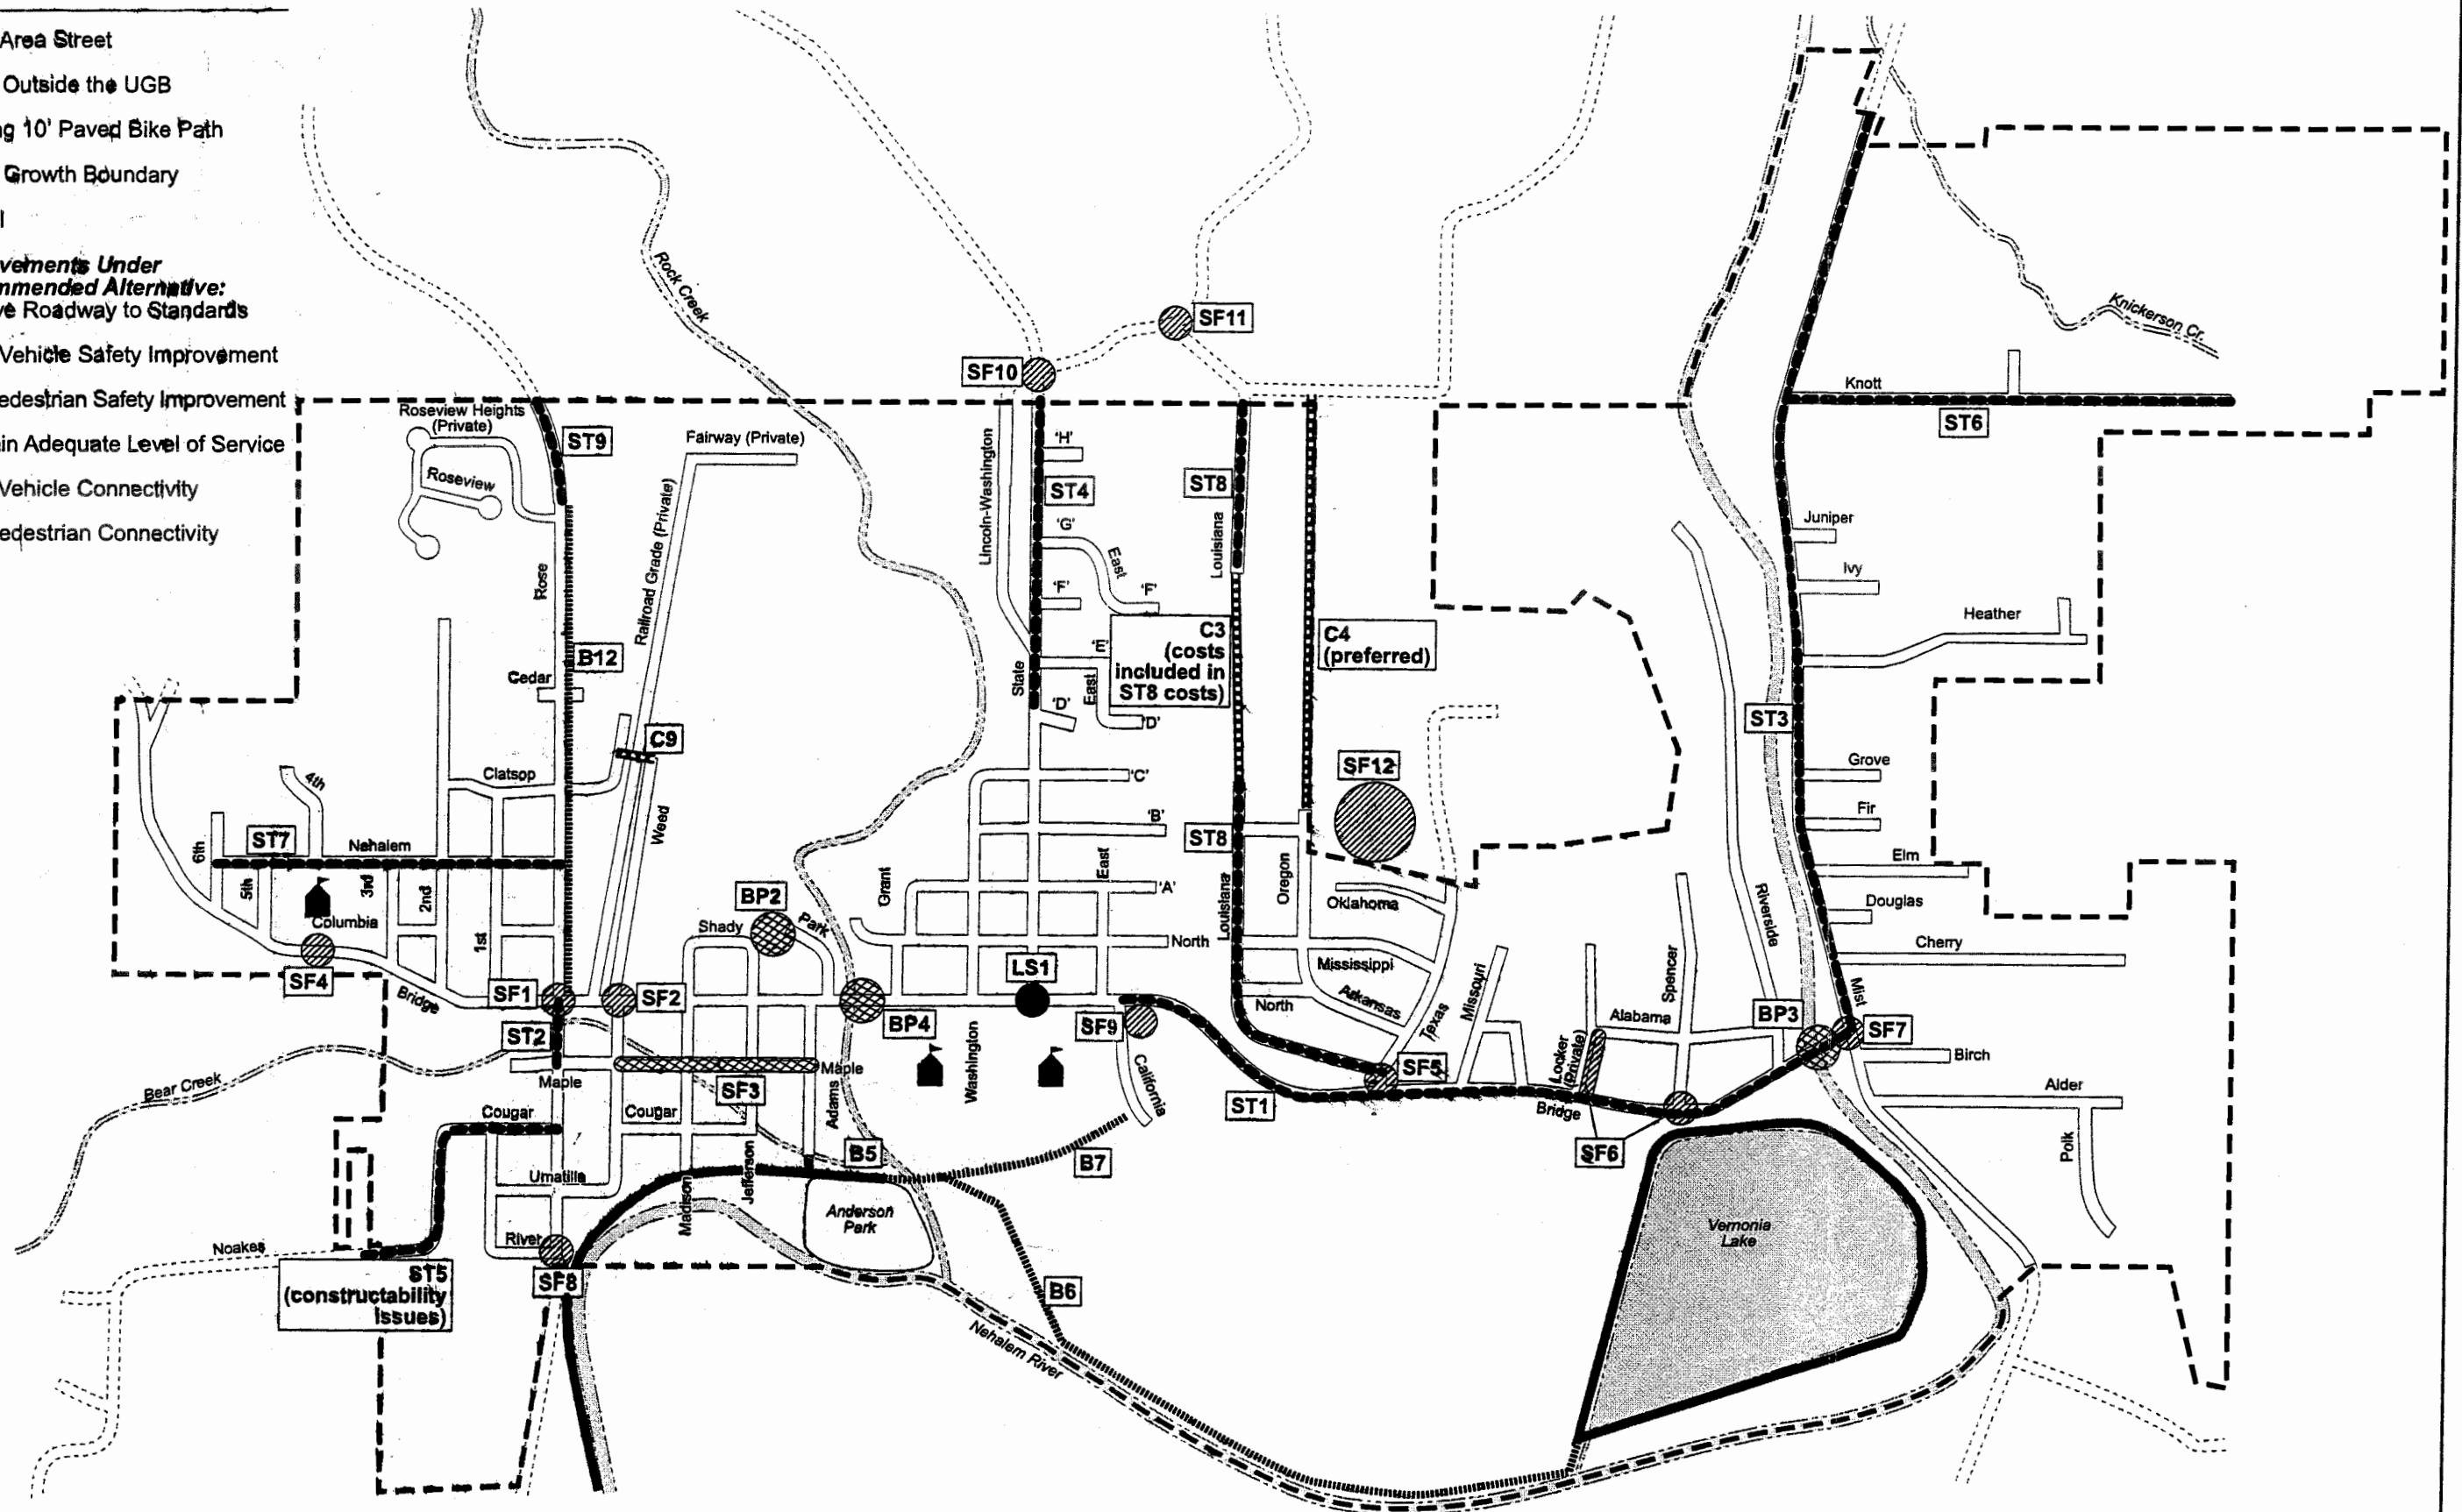 Area Street
Outside the UGB
g 10' Paved Bike Path
Growth Boundary
l
vements Under
mmended Alternative:
ve Roadway to Standards
Vehicle Safety Improvement
edestrian Safety Improvement
in Adequate Level of Service
Vehicle Connectivity
edestrian Connectivity
Rock Creek
SF11
SF10
Knickerson Cr.
Knott
ST6
Roseview Heights
(Private)
ST9
Roseview
Fairway (Private)
Railroad Grade (Private)
Lincoln-Washington
'H'
ST4
'G'
East
'F'
'F'
ST8
Louisiana
Juniper
Ivy
Heather
Rose
B12
Cedar
State
'E'
East
'D'
'D'
C3
(costs
included in
ST8 costs)
C4
(preferred)
ST3
C9
Clatsop
Weed
'C'
SF12
Grove
4th
'B'
ST8
Fir
6th
ST7
Nehalem
5th
3rd
2nd
Columbia
1st
BP2
Shady
Park
Grant
East
'A'
North
Louisiana
Oregon
Oklahoma
Elm
Douglas
Riverside
Cherry
SF4
Bridge
SF1
SF2
BP4
LS1
SF9
North
Mississippi
Arkansas
Texas
Missouri
Spencer
Alabama
BP3
Mist
SF7
ST2
Bear Creek
Maple
Maple
SF3
Adams
Washington
California
SF5
ST1
Locker
(Private)
Bridge
SF6
Birch
Alder
Polk
Cougar
Cougar
B5
B7
Umatilla
Madison
Jefferson
Anderson
Park
River
Noakes
ST5
(constructability
issues)
SF8
B6
Nehalem River
Vernonia
Lake